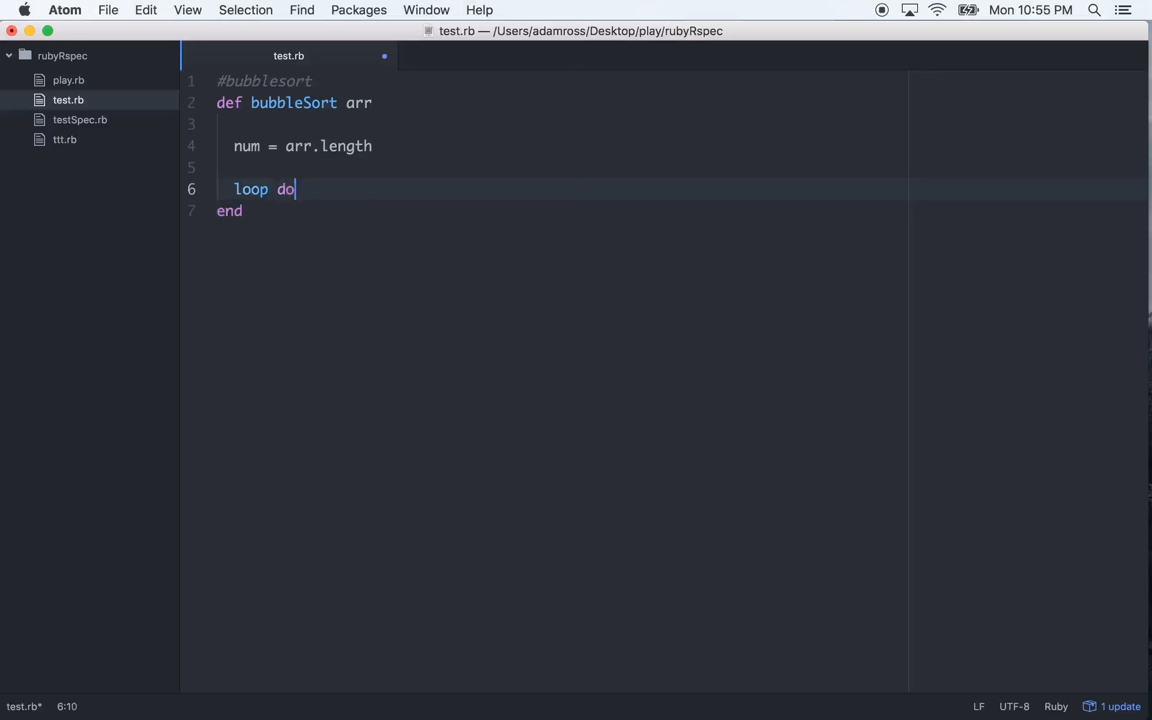 Atom File Edit View Selection Find Packages Window Help Mon 10:55 PM
test.rb — /Users/adamross/Desktop/play/rubyRspec
rubyRspec
play.rb
test.rb
testSpec.rb
ttt.rb
test.rb
1 #bubblesort
2 def bubbleSort arr
3
4 num = arr.length
5
6 loop do
7 end
test.rb* 6:10 LF UTF-8 Ruby 1 update